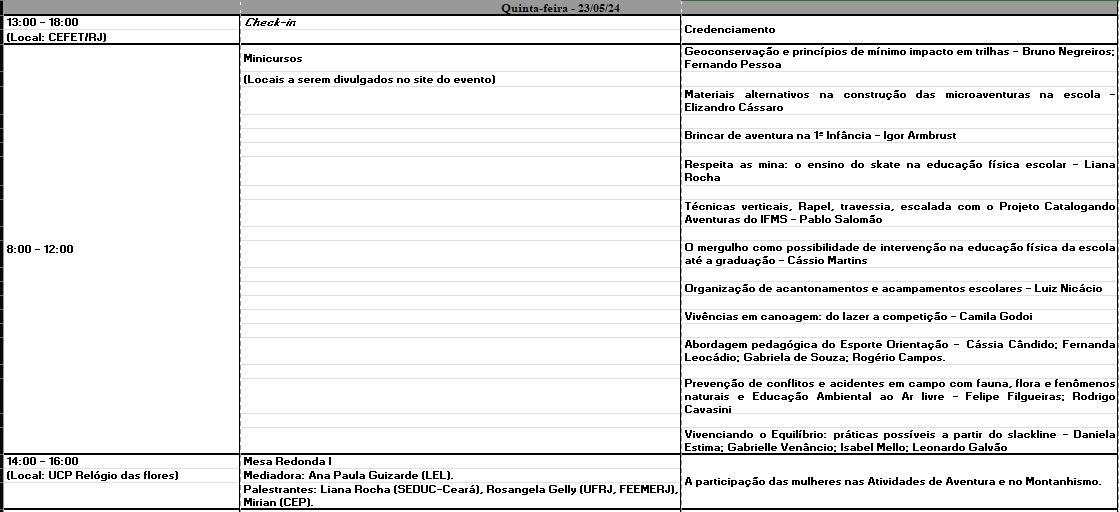 Quinta-feira - 23/05/24
13:00 - 18:00
(Local: CEFET/RJ)
Check-in
Credenciamento
8:00 - 12:00
Minicursos
(Locais a serem divulgados no site do evento)
Geoconservação e princípios de mínimo impacto em trilhas - Bruno Negreiros;
Fernando Pessoa
Materiais alternativos na construção das microaventuras na escola -
Elizandro Cássaro
Brincar de aventura na 1ª Infância - Igor Armbrust
Respeita as mina: o ensino do skate na educação física escolar - Liana
Rocha
Técnicas verticais, Rapel, travessia, escalada com o Projeto Catalogando
Aventuras do IFMS - Pablo Salomão
O mergulho como possibilidade de intervenção na educação física da escola
até a graduação - Cássio Martins
Organização de acantonamentos e acampamentos escolares - Luiz Nicácio
Vivências em canoagem: do lazer a competição - Camila Godoi
Abordagem pedagógica do Esporte Orientação - Cássia Cândido; Fernanda
Leocádio; Gabriela de Souza; Rogério Campos.
Prevenção de conflitos e acidentes em campo com fauna, flora e fenômenos
naturais e Educação Ambiental ao Ar livre - Felipe Filgueiras; Rodrigo
Cavasini
Vivenciando o Equilíbrio: práticas possíveis a partir do slackline - Daniela
Estima; Gabrielle Venâncio; Isabel Mello; Leonardo Galvão
14:00 - 16:00
(Local: UCP Relógio das flores)
Mesa Redonda I
Mediadora: Ana Paula Guizarde (LEL).
Palestrantes: Liana Rocha (SEDUC-Ceará), Rosangela Gelly (UFRJ, FEEMERJ),
Mirian (CEP).
A participação das mulheres nas Atividades de Aventura e no Montanhismo.